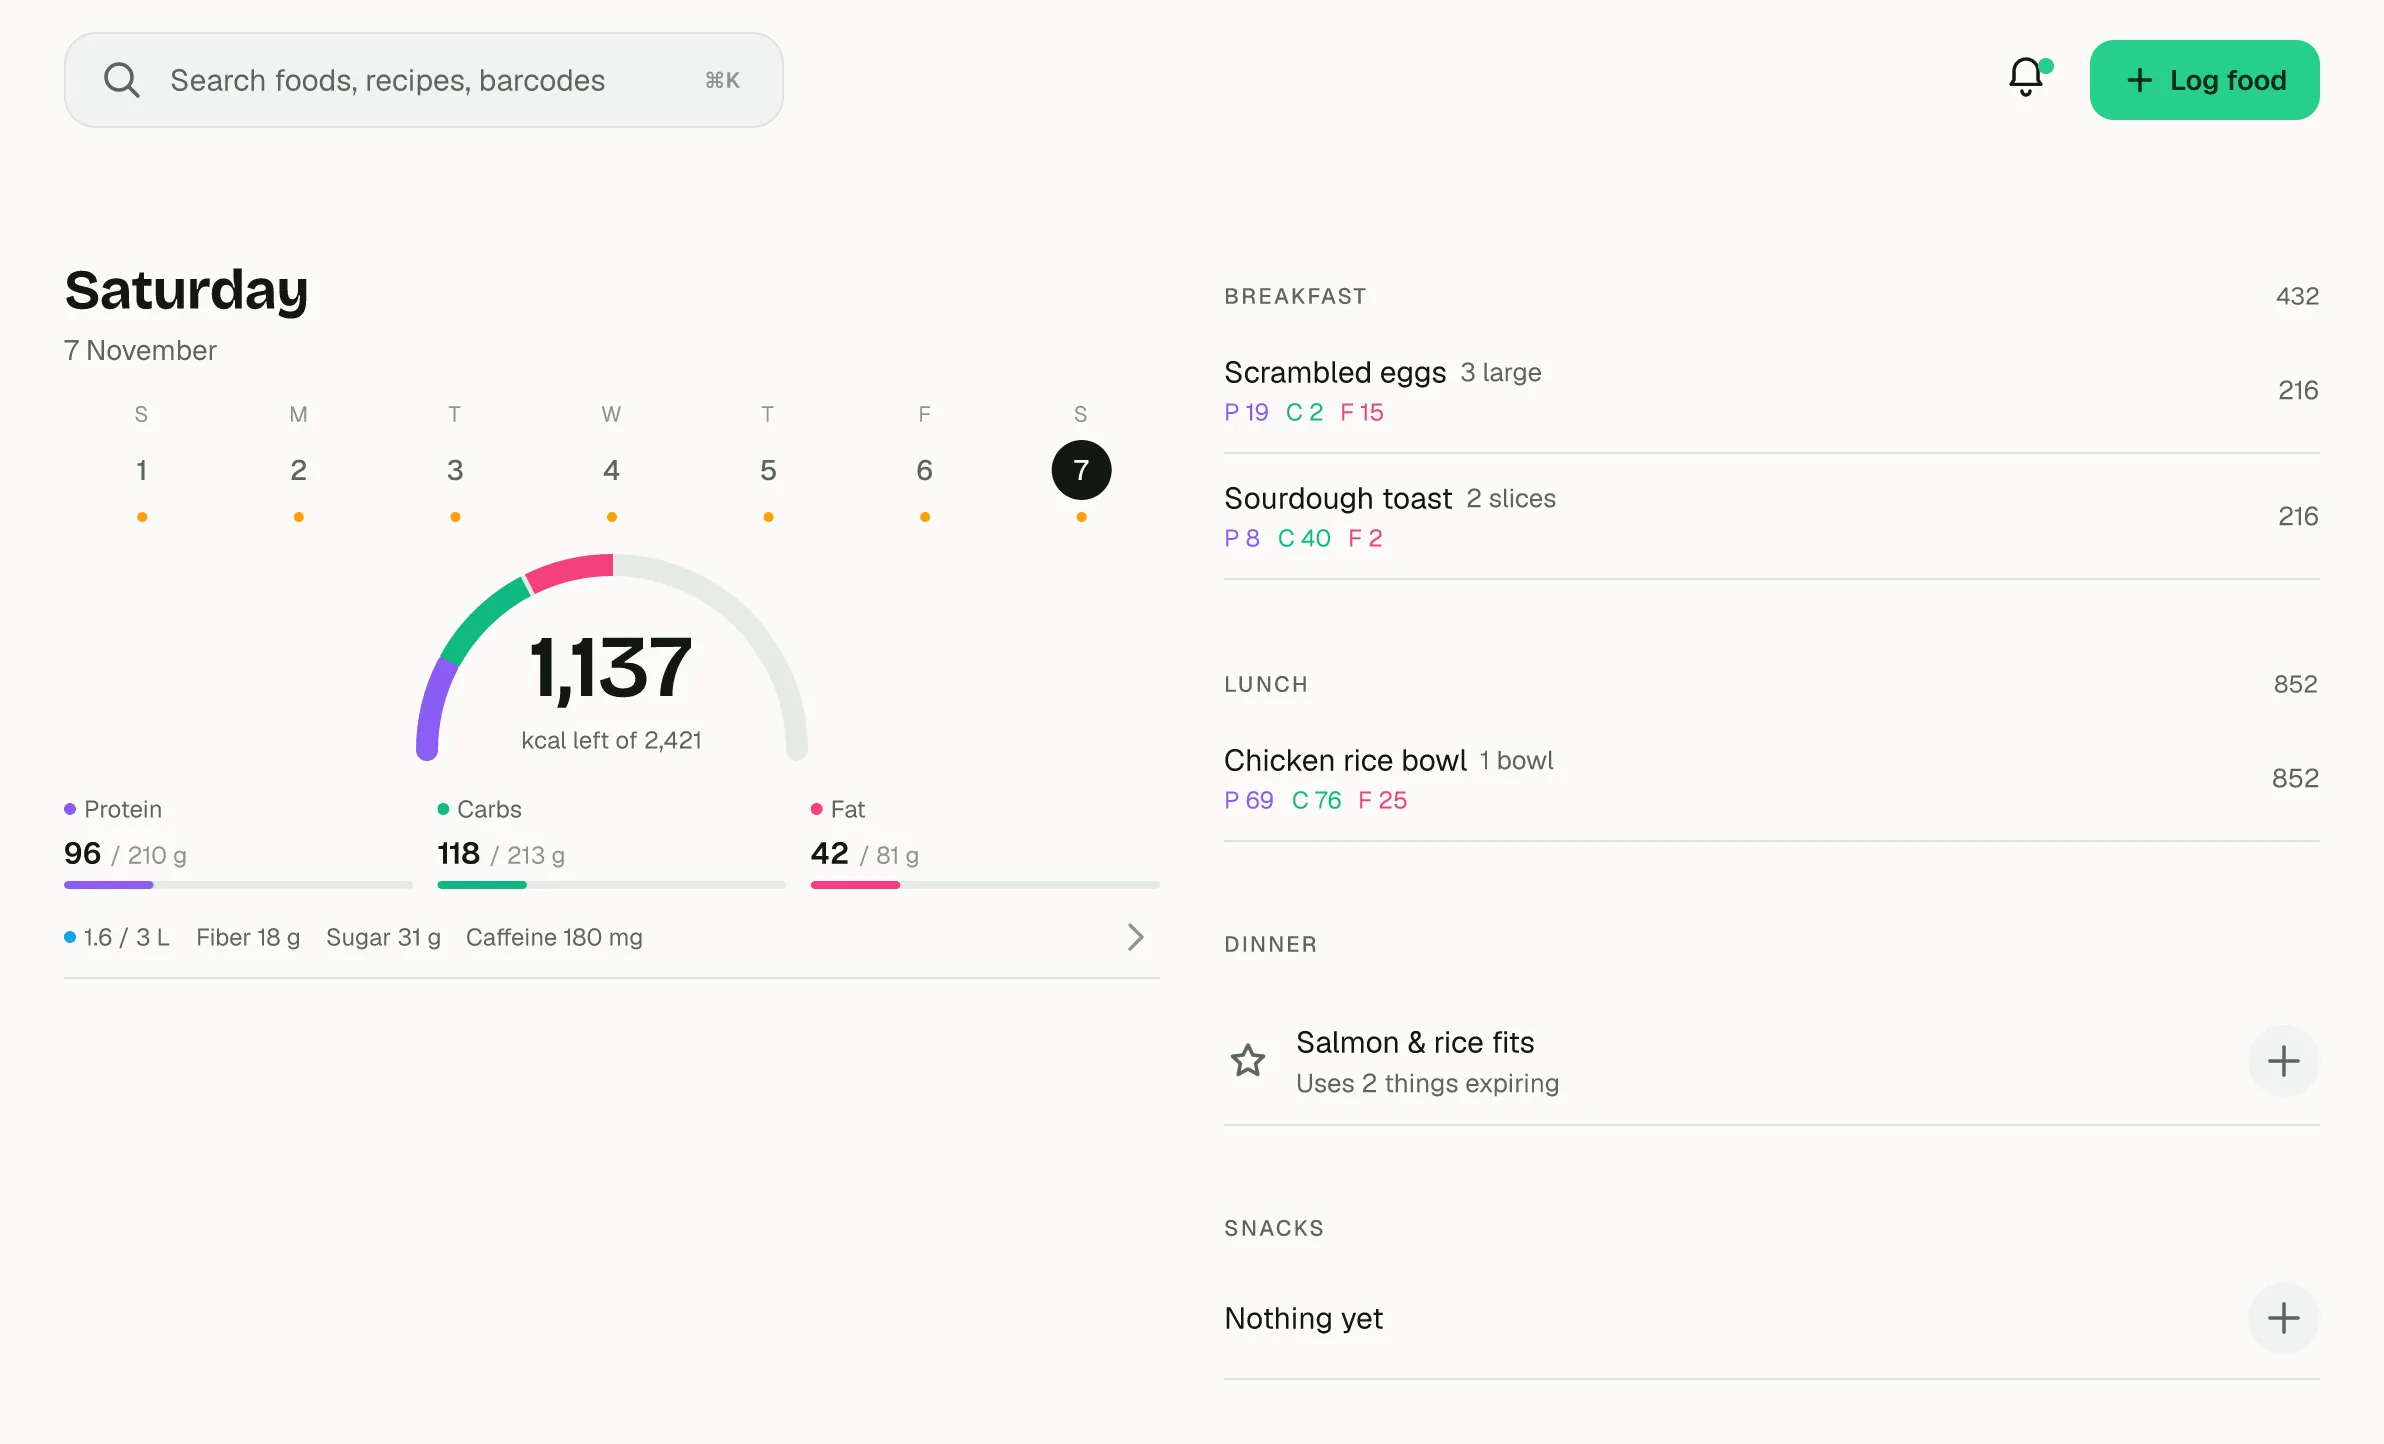 Search foods, recipes, barcodes ⌘K
+ Log food
Saturday
7 November
S M T W T F S
1 2 3 4 5 6 7
1,137
kcal left of 2,421
Protein
96 / 210 g
Carbs
118 / 213 g
Fat
42 / 81 g
1.6 / 3 L Fiber 18 g Sugar 31 g Caffeine 180 mg
BREAKFAST 432
Scrambled eggs 3 large
P 19 C 2 F 15
216
Sourdough toast 2 slices
P 8 C 40 F 2
216
LUNCH 852
Chicken rice bowl 1 bowl
P 69 C 76 F 25
852
DINNER
Salmon & rice fits
Uses 2 things expiring
SNACKS
Nothing yet